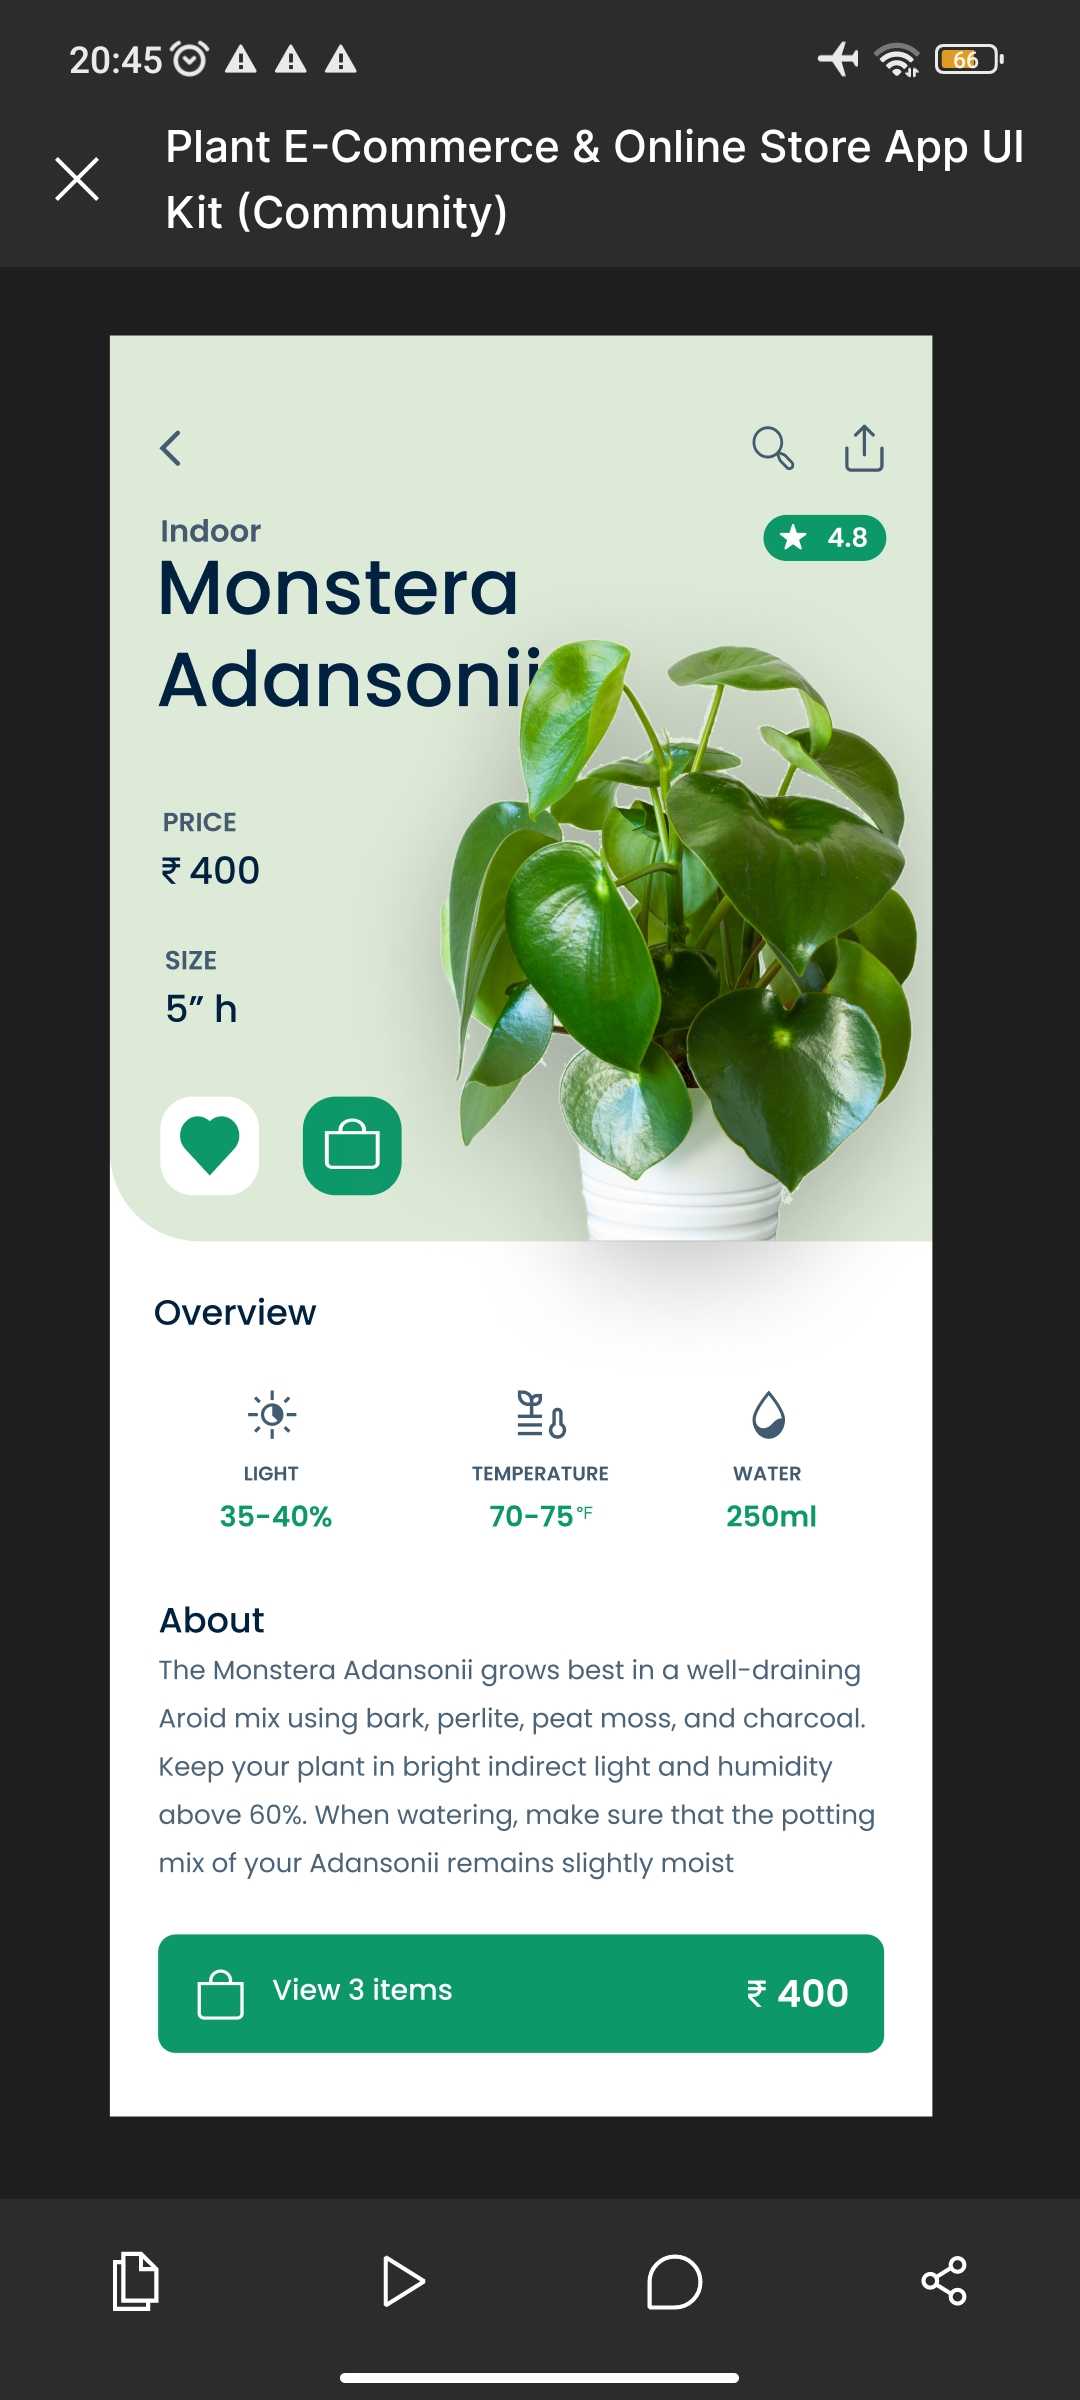 20:45
66
Plant E-Commerce & Online Store App UI
Kit (Community)
Indoor
4.8
Monstera
Adansonii
PRICE
₹ 400
SIZE
5” h
Overview
LIGHT
TEMPERATURE
WATER
35-40%
70-75°F
250ml
About
The Monstera Adansonii grows best in a well-draining
Aroid mix using bark, perlite, peat moss, and charcoal.
Keep your plant in bright indirect light and humidity
above 60%. When watering, make sure that the potting
mix of your Adansonii remains slightly moist
View 3 items
₹ 400